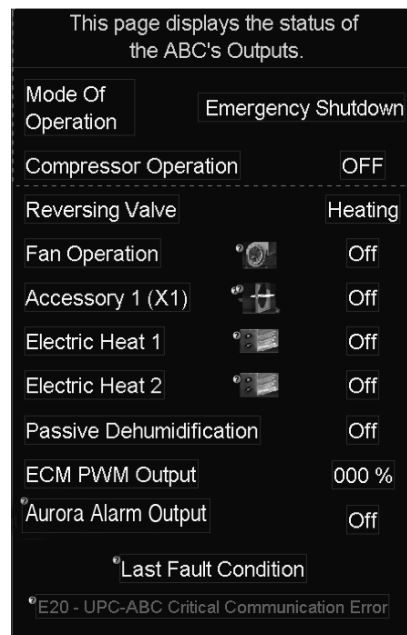 This page displays the status of
the ABC's Outputs.
Mode Of
Operation
Emergency Shutdown
Compressor Operation OFF
Reversing Valve Heating
Fan Operation Off
Accessory 1 (X1) Off
Electric Heat 1 Off
Electric Heat 2 Off
Passive Dehumidification Off
ECM PWM Output 000 %
Aurora Alarm Output Off
Last Fault Condition
E20 - UPC-ABC Critical Communication Error